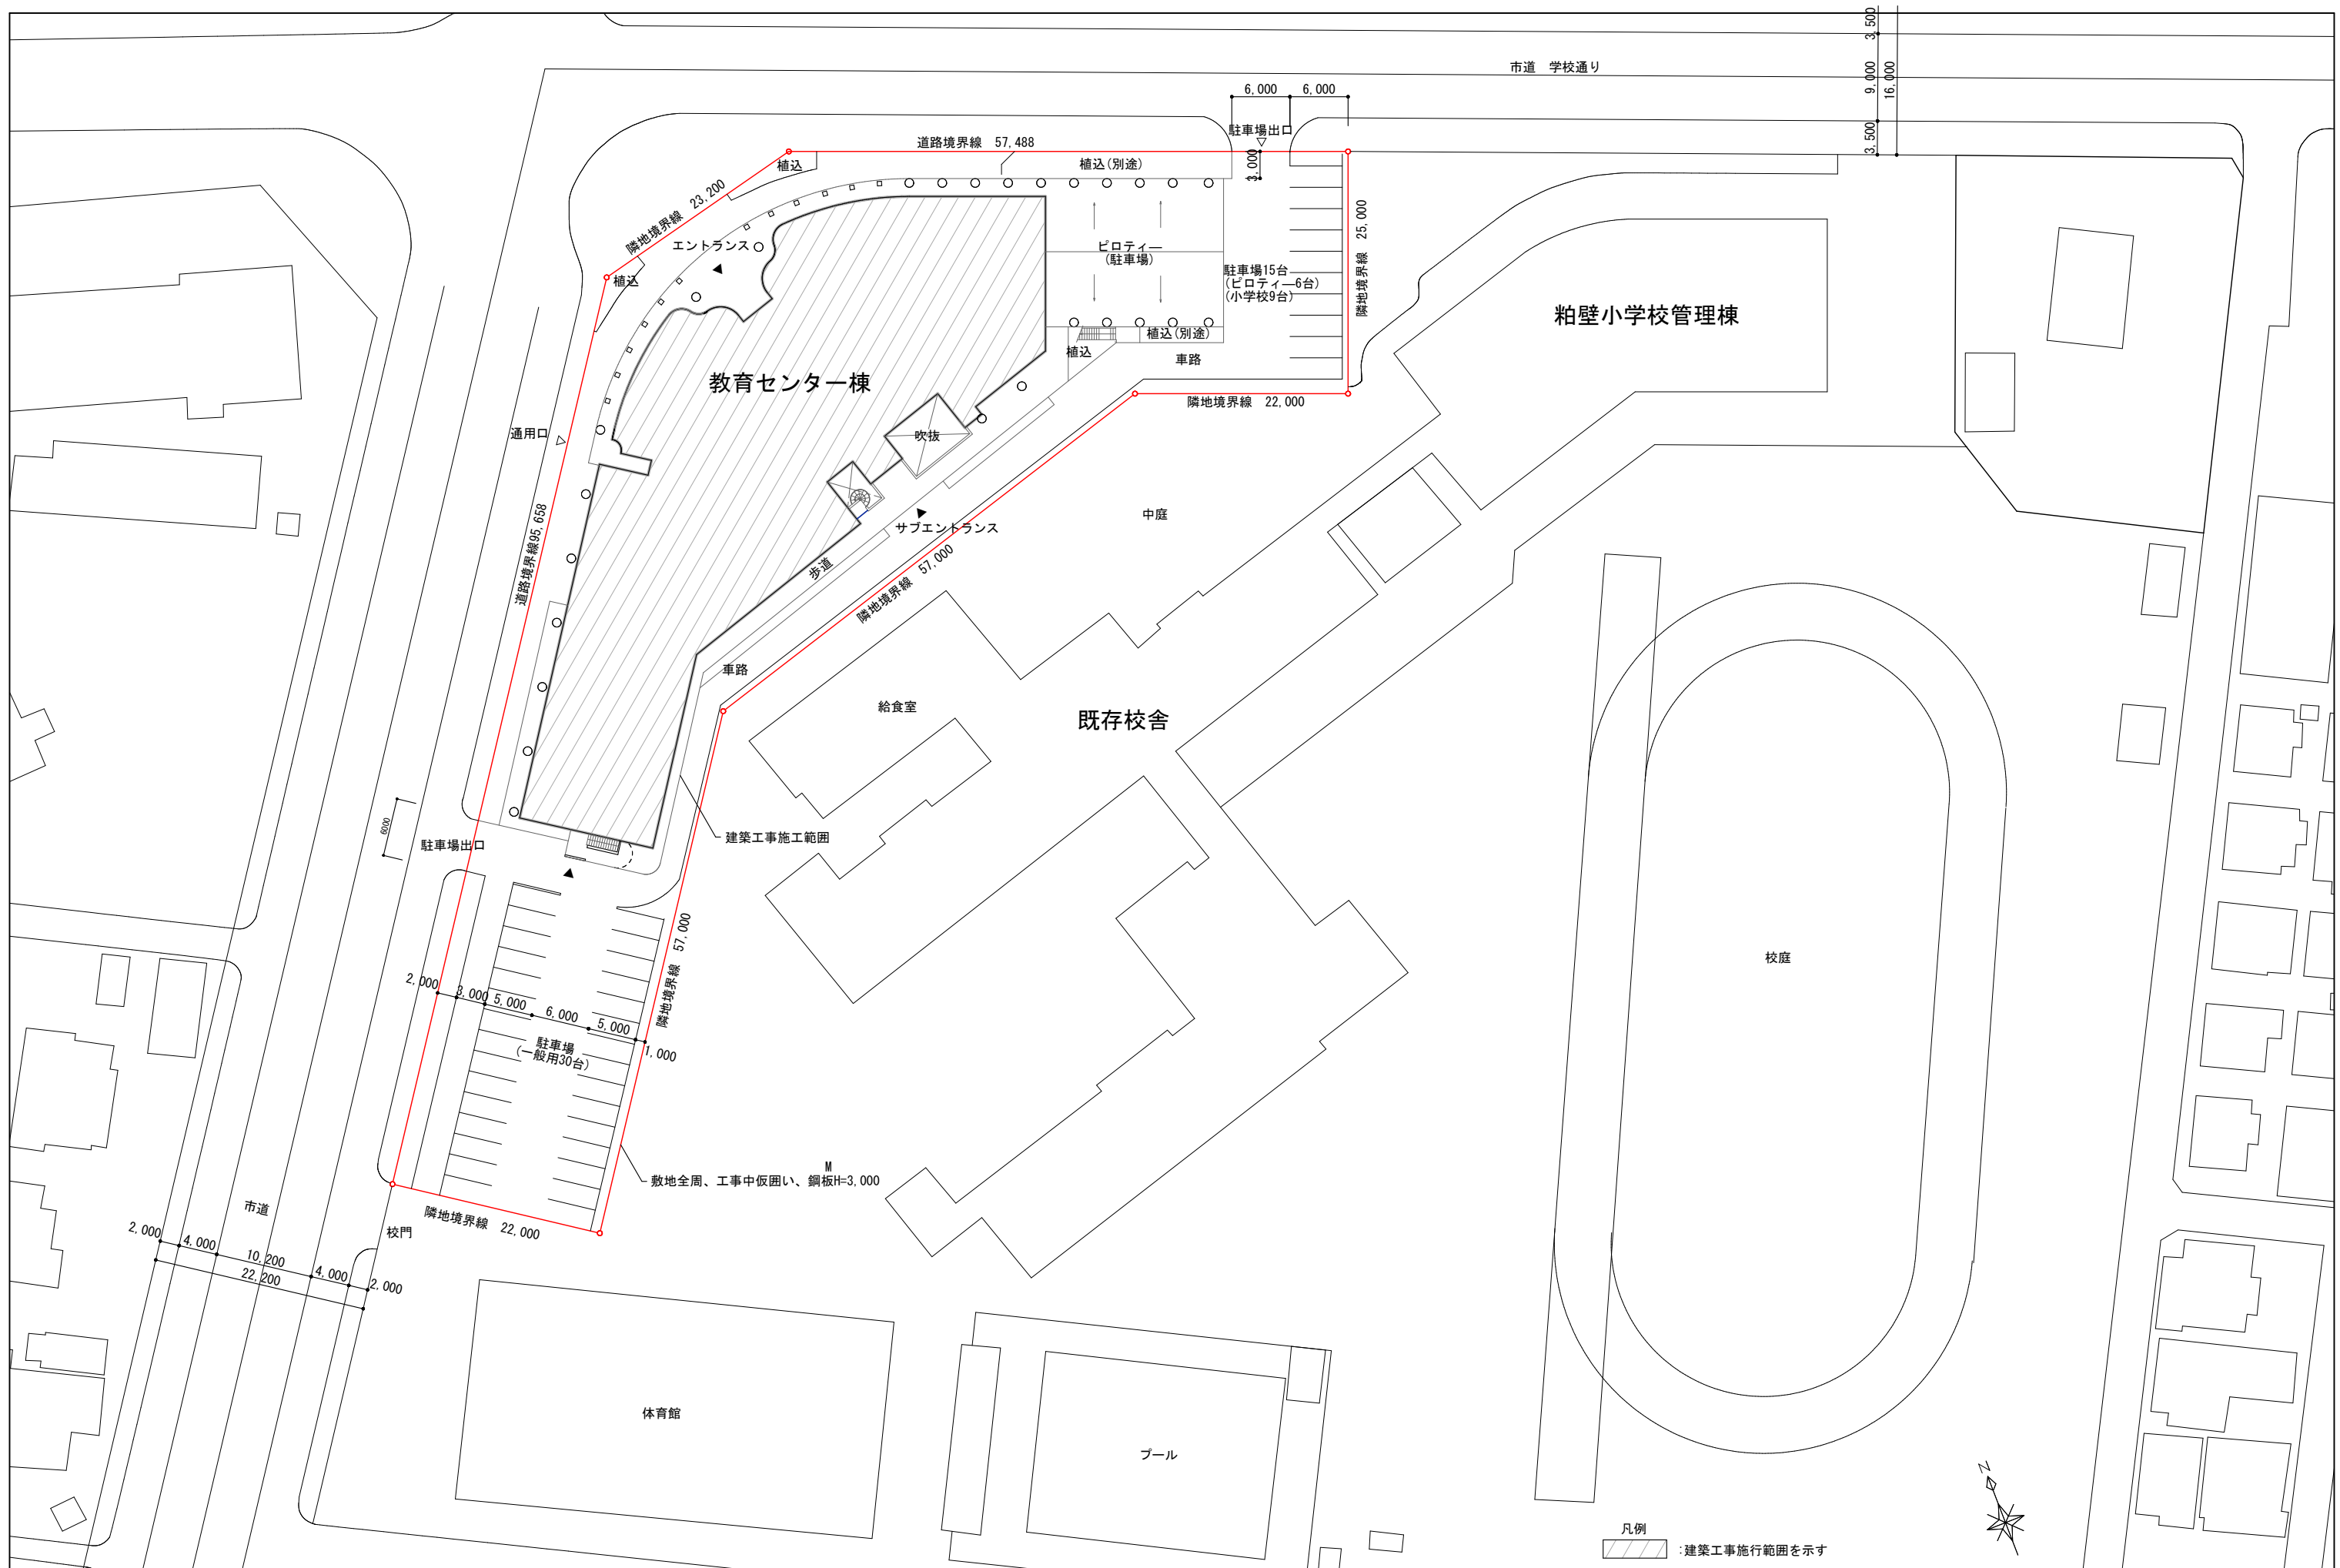 3,500
市道　学校通り
9,000
16,000
3,500
6,000
6,000
駐車場出口
道路境界線　57,488
植込
植込(別途)
3,000
隣地境界線　23,200
エントランス
植込
ピロティ―
(駐車場)
駐車場15台
(ピロティ―6台)
(小学校9台)
隣地境界線　25,000
粕壁小学校管理棟
植込(別途)
植込
車路
教育センター棟
隣地境界線　22,000
通用口
吹抜
サブエントランス
中庭
道路境界線95,658
歩道
隣地境界線　57,000
車路
給食室
既存校舎
6000
建築工事施工範囲
駐車場出口
隣地境界線　57,000
校庭
2,000
3,000
5,000
6,000
5,000
1,000
駐車場
(一般用30台)
M
敷地全周、工事中仮囲い、鋼板H=3,000
市道
隣地境界線　22,000
校門
2,000
4,000
10,200
4,000
2,000
22,200
体育館
プール
N
凡例
:建築工事施行範囲を示す